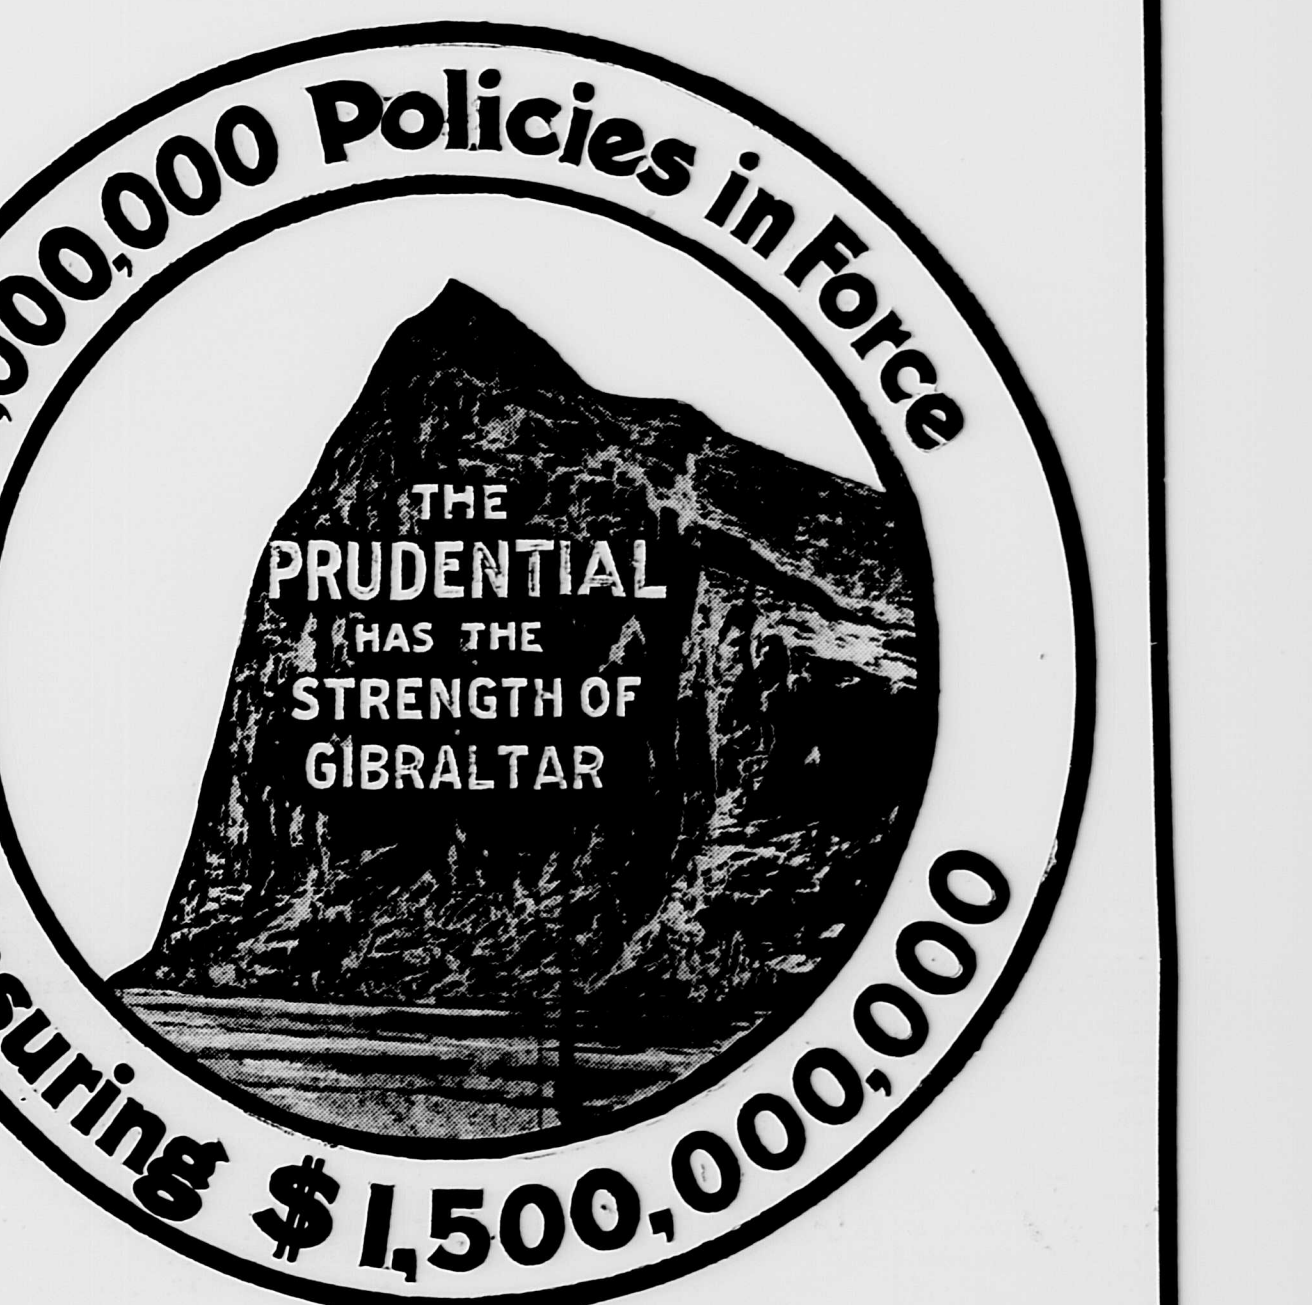 ,000,000 Policies in Force
THE
PRUDENTIAL
HAS THE
STRENGTH OF
GIBRALTAR
suring $1,500,000,000